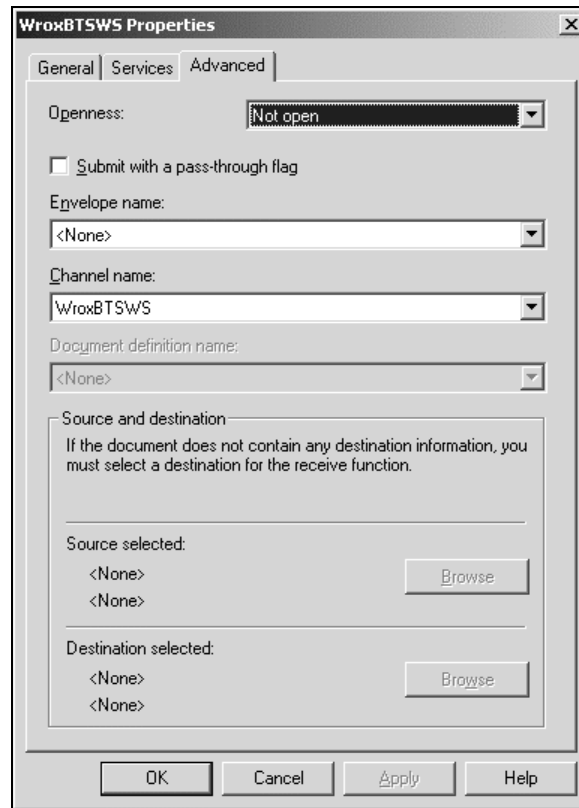 WroxBTSWS Properties
General Services Advanced
Openness: Not open
Submit with a pass-through flag
Envelope name:
<None>
Channel name:
WroxBTSWS
Document definition name:
<None>
Source and destination
If the document does not contain any destination information, you
must select a destination for the receive function.
Source selected:
<None> Browse
<None>
Destination selected:
<None> Browse
<None>
OK Cancel Apply Help